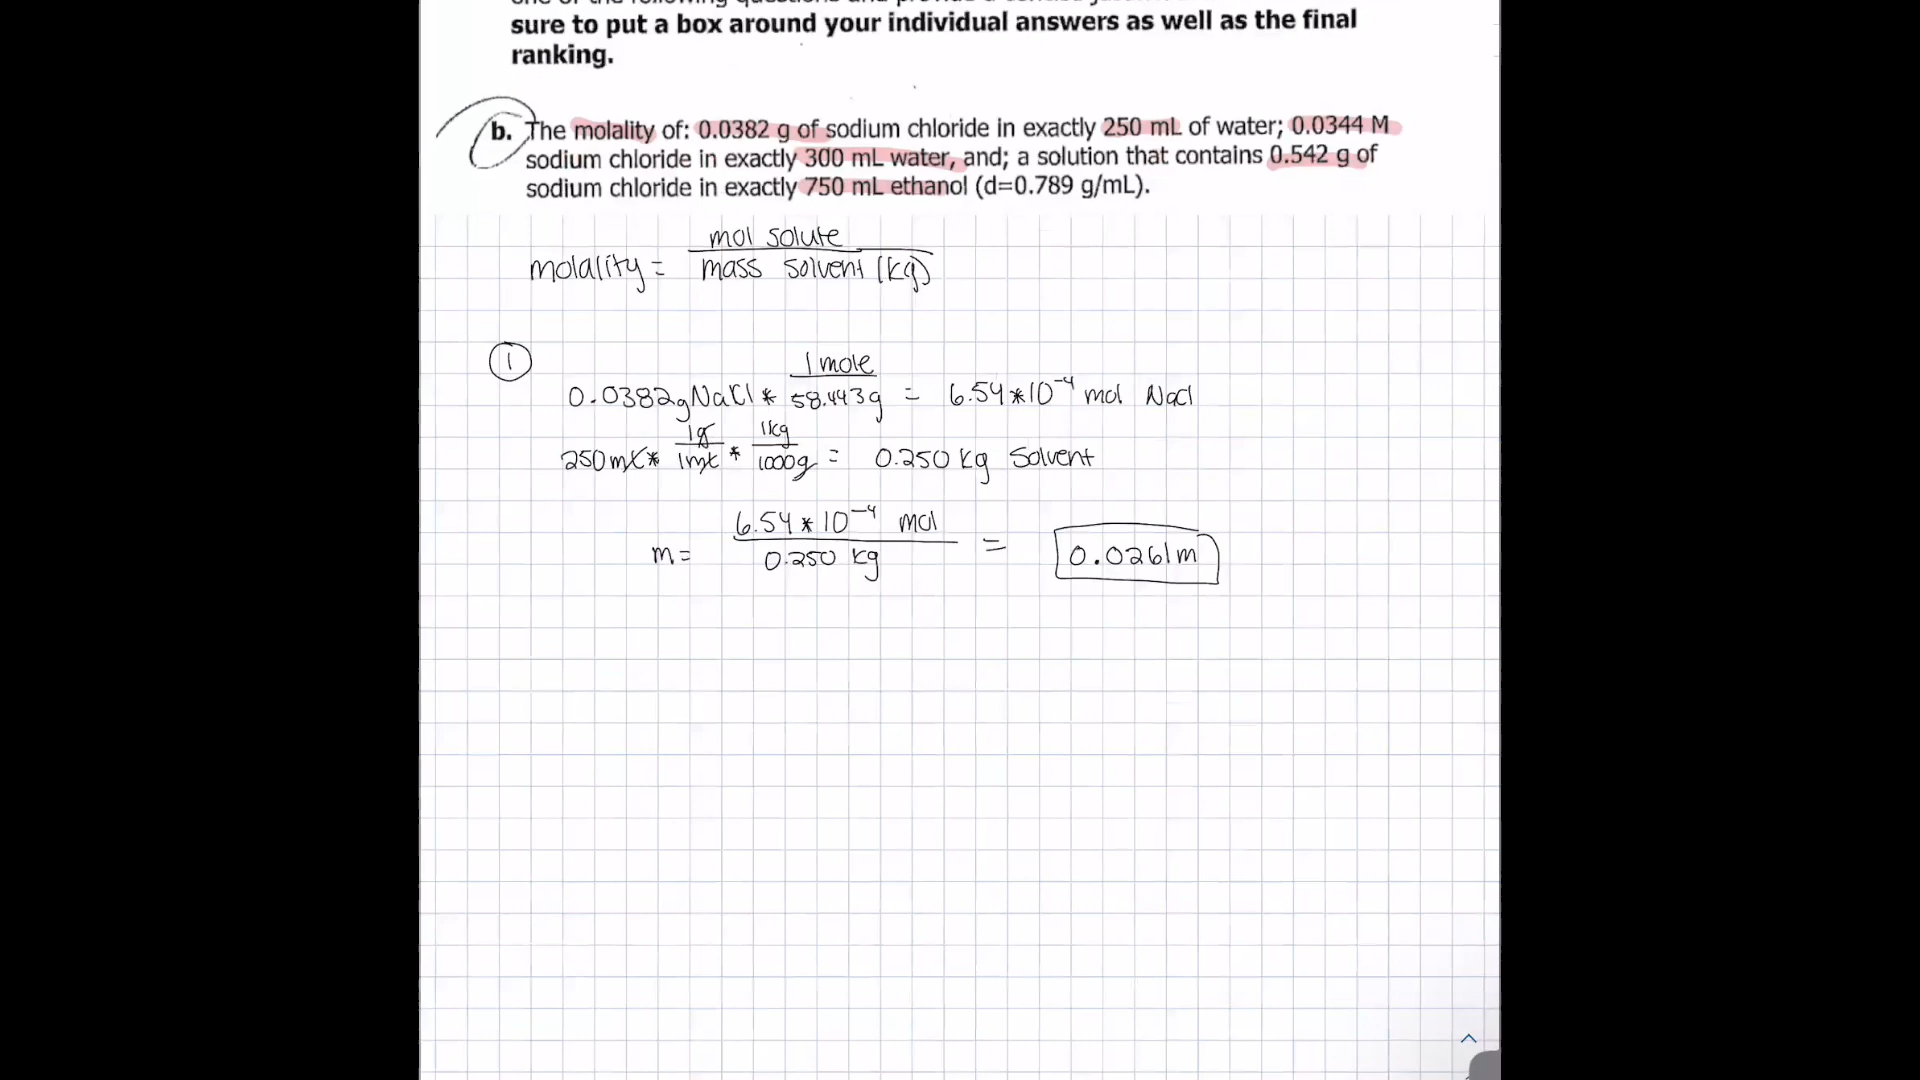 sure to put a box around your individual answers as well as the final
ranking.
b. The molality of: 0.0382 g of sodium chloride in exactly 250 mL of water; 0.0344 M
sodium chloride in exactly 300 mL water, and; a solution that contains 0.542 g of
sodium chloride in exactly 750 mL ethanol (d=0.789 g/mL).
mol solute
molality = mass solvent (kg)
1
1 mole
0.0382g NaCl * 58.443g = 6.54*10⁻⁴ mol NaCl
1g 1kg
250mL * 1mL * 1000g = 0.250 kg Solvent
6.54 * 10⁻⁴ mol
m = 0.250 kg = 0.0261m